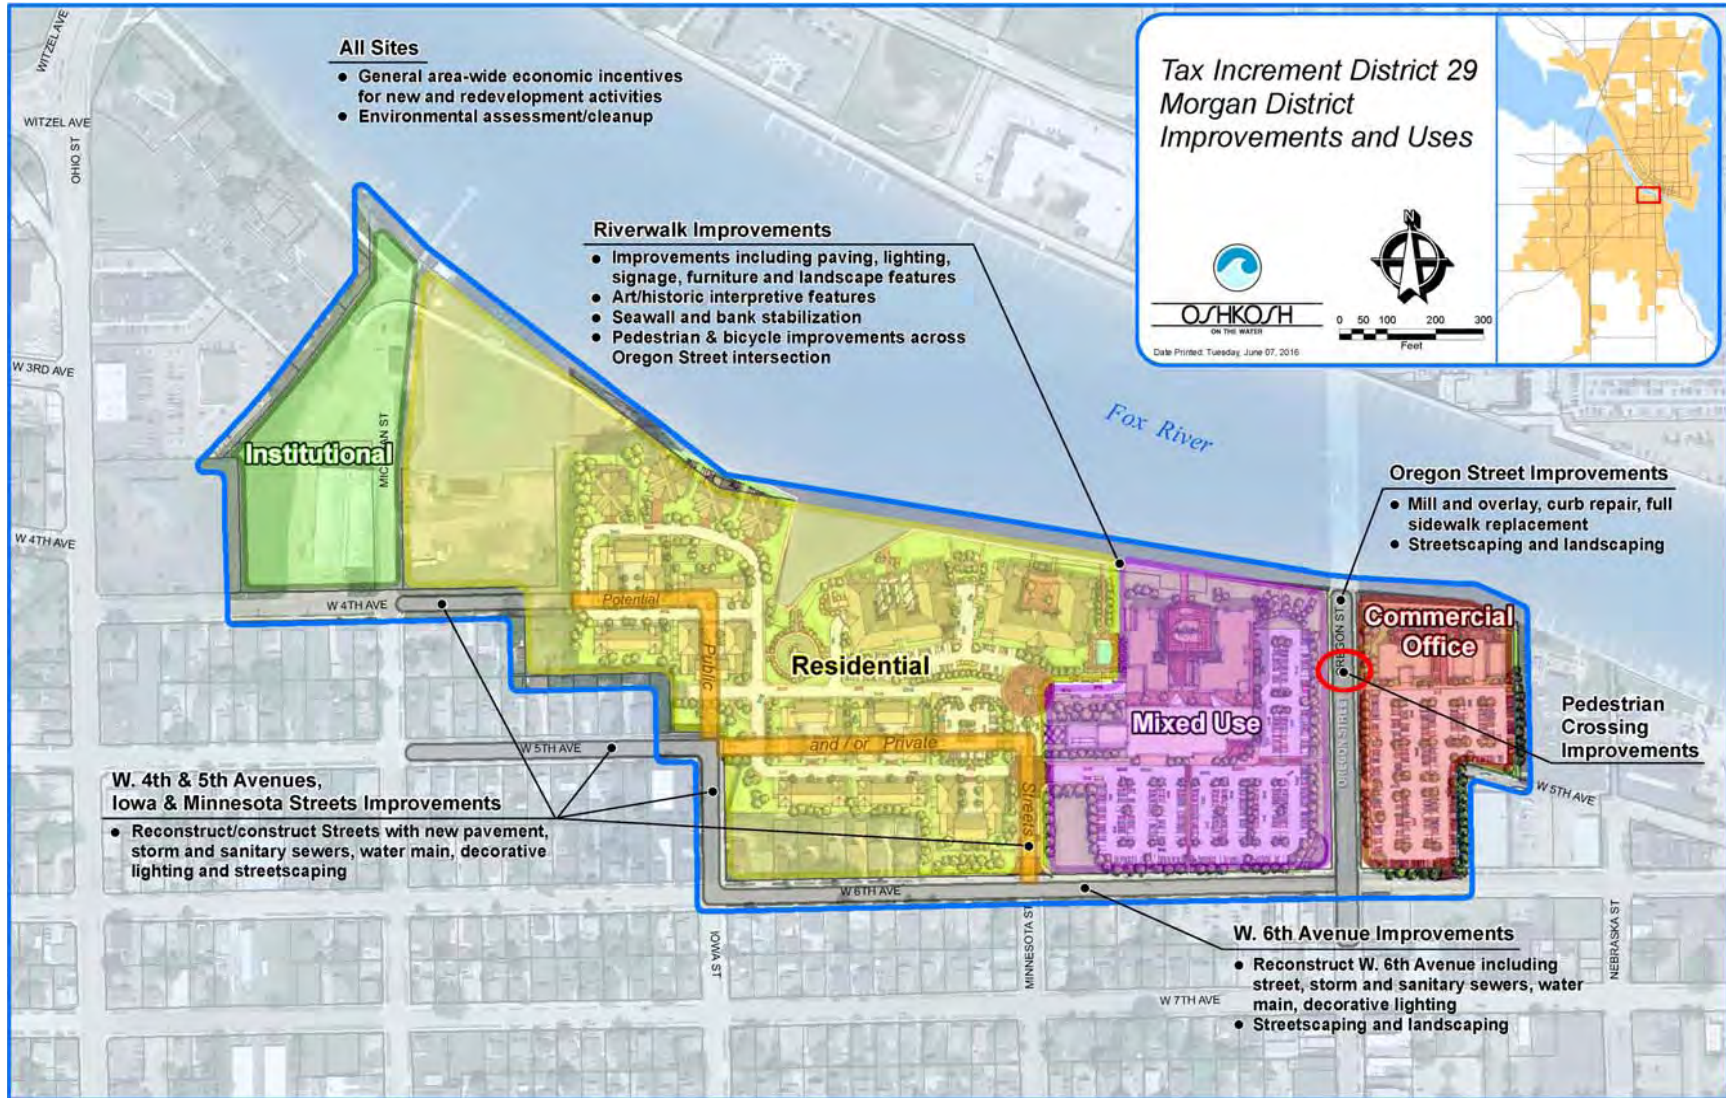 All Sites
● General area-wide economic incentives
for new and redevelopment activities
● Environmental assessment/cleanup
Tax Increment District 29
Morgan District
Improvements and Uses
N
OSHKOSH
ON THE WATER
0 50 100 200 300
Feet
Date Printed: Tuesday, June 07, 2016
WITZEL AVE
WITZEL AVE
OHIO ST
W 3RD AVE
W 4TH AVE
Riverwalk Improvements
● Improvements including paving, lighting,
signage, furniture and landscape features
● Art/historic interpretive features
● Seawall and bank stabilization
● Pedestrian & bicycle improvements across
Oregon Street intersection
Fox River
Institutional
Oregon Street Improvements
● Mill and overlay, curb repair, full
sidewalk replacement
● Streetscaping and landscaping
W 4TH AVE
Potential
Public
and / or Private
Streets
Residential
Mixed Use
OREGON ST
OREGON STREET
Commercial
Office
Pedestrian
Crossing
Improvements
W 5TH AVE
W 5TH AVE
W. 4th & 5th Avenues,
Iowa & Minnesota Streets Improvements
● Reconstruct/construct Streets with new pavement,
storm and sanitary sewers, water main, decorative
lighting and streetscaping
W 6TH AVE
IOWA ST
MINNESOTA ST
NEBRASKA ST
W. 6th Avenue Improvements
● Reconstruct W. 6th Avenue including
street, storm and sanitary sewers, water
main, decorative lighting
● Streetscaping and landscaping
W 7TH AVE